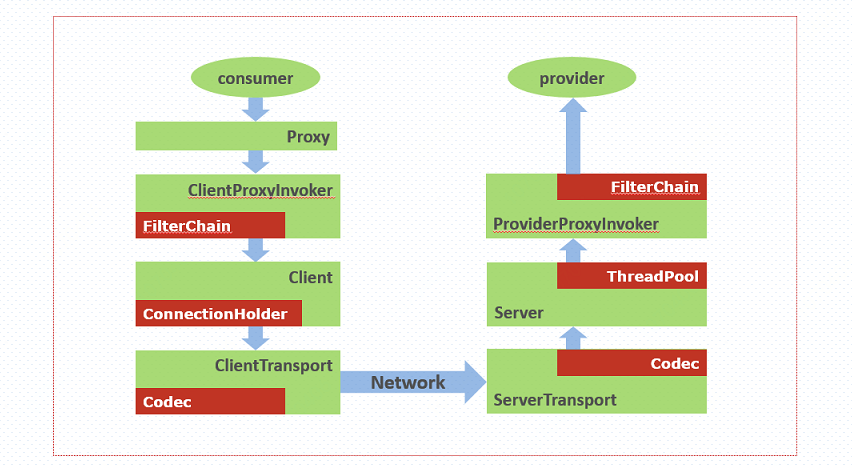 consumer
Proxy
ClientProxyInvoker
FilterChain
Client
ConnectionHolder
ClientTransport
Codec
Network
provider
FilterChain
ProviderProxyInvoker
ThreadPool
Server
Codec
ServerTransport